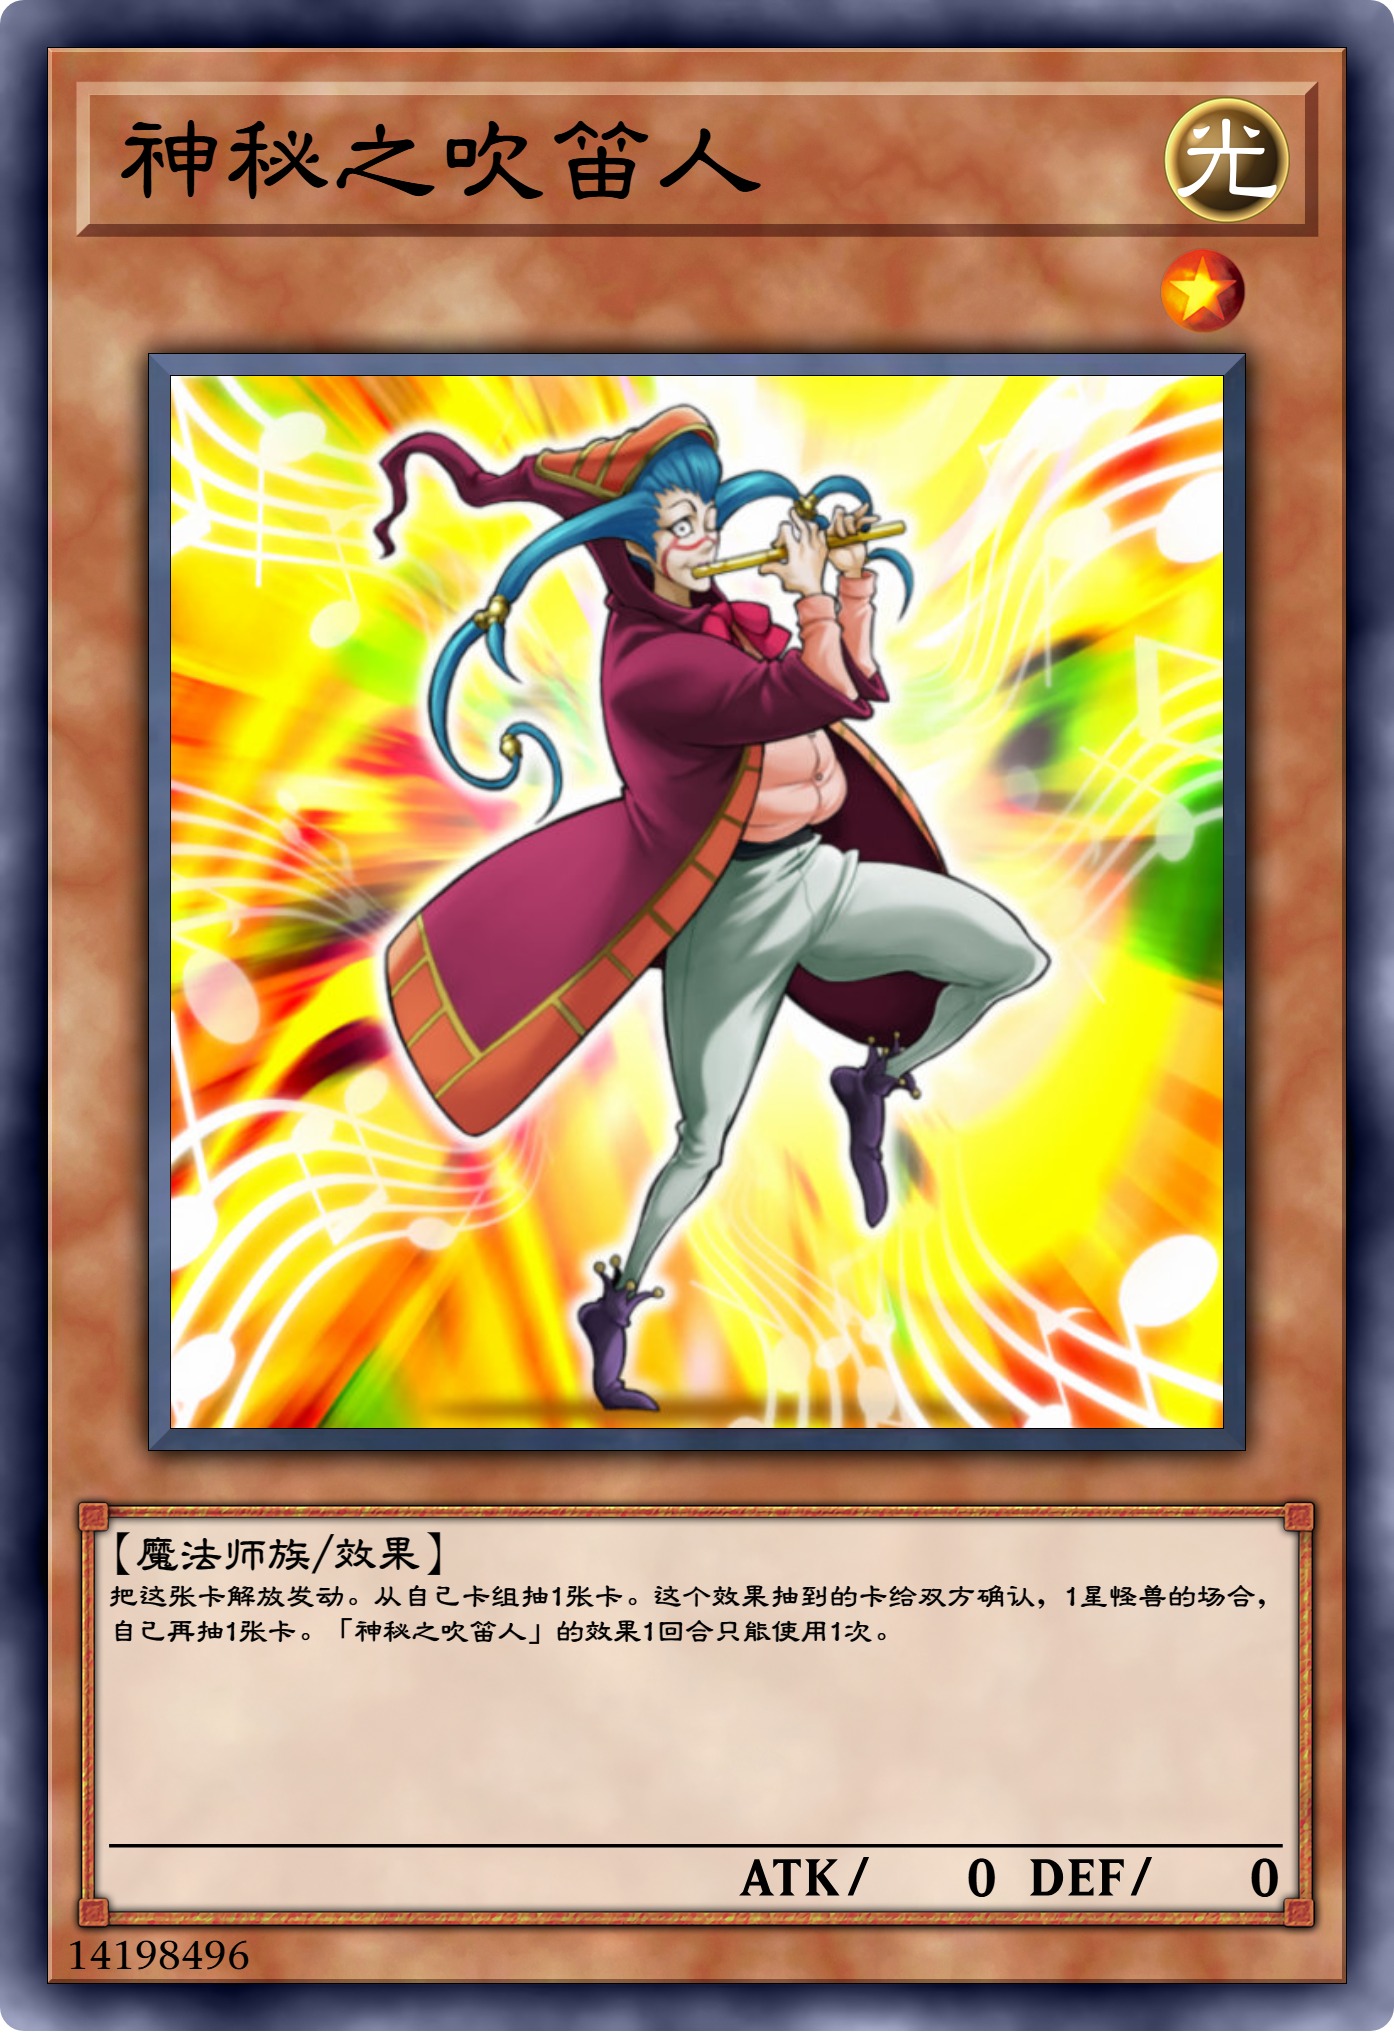 神秘之吹笛人
光
【魔法师族/效果】
把这张卡解放发动。从自己卡组抽1张卡。这个效果抽到的卡给双方确认，1星怪兽的场合，
自己再抽1张卡。「神秘之吹笛人」的效果1回合只能使用1次。
ATK/ 0 DEF/ 0
14198496